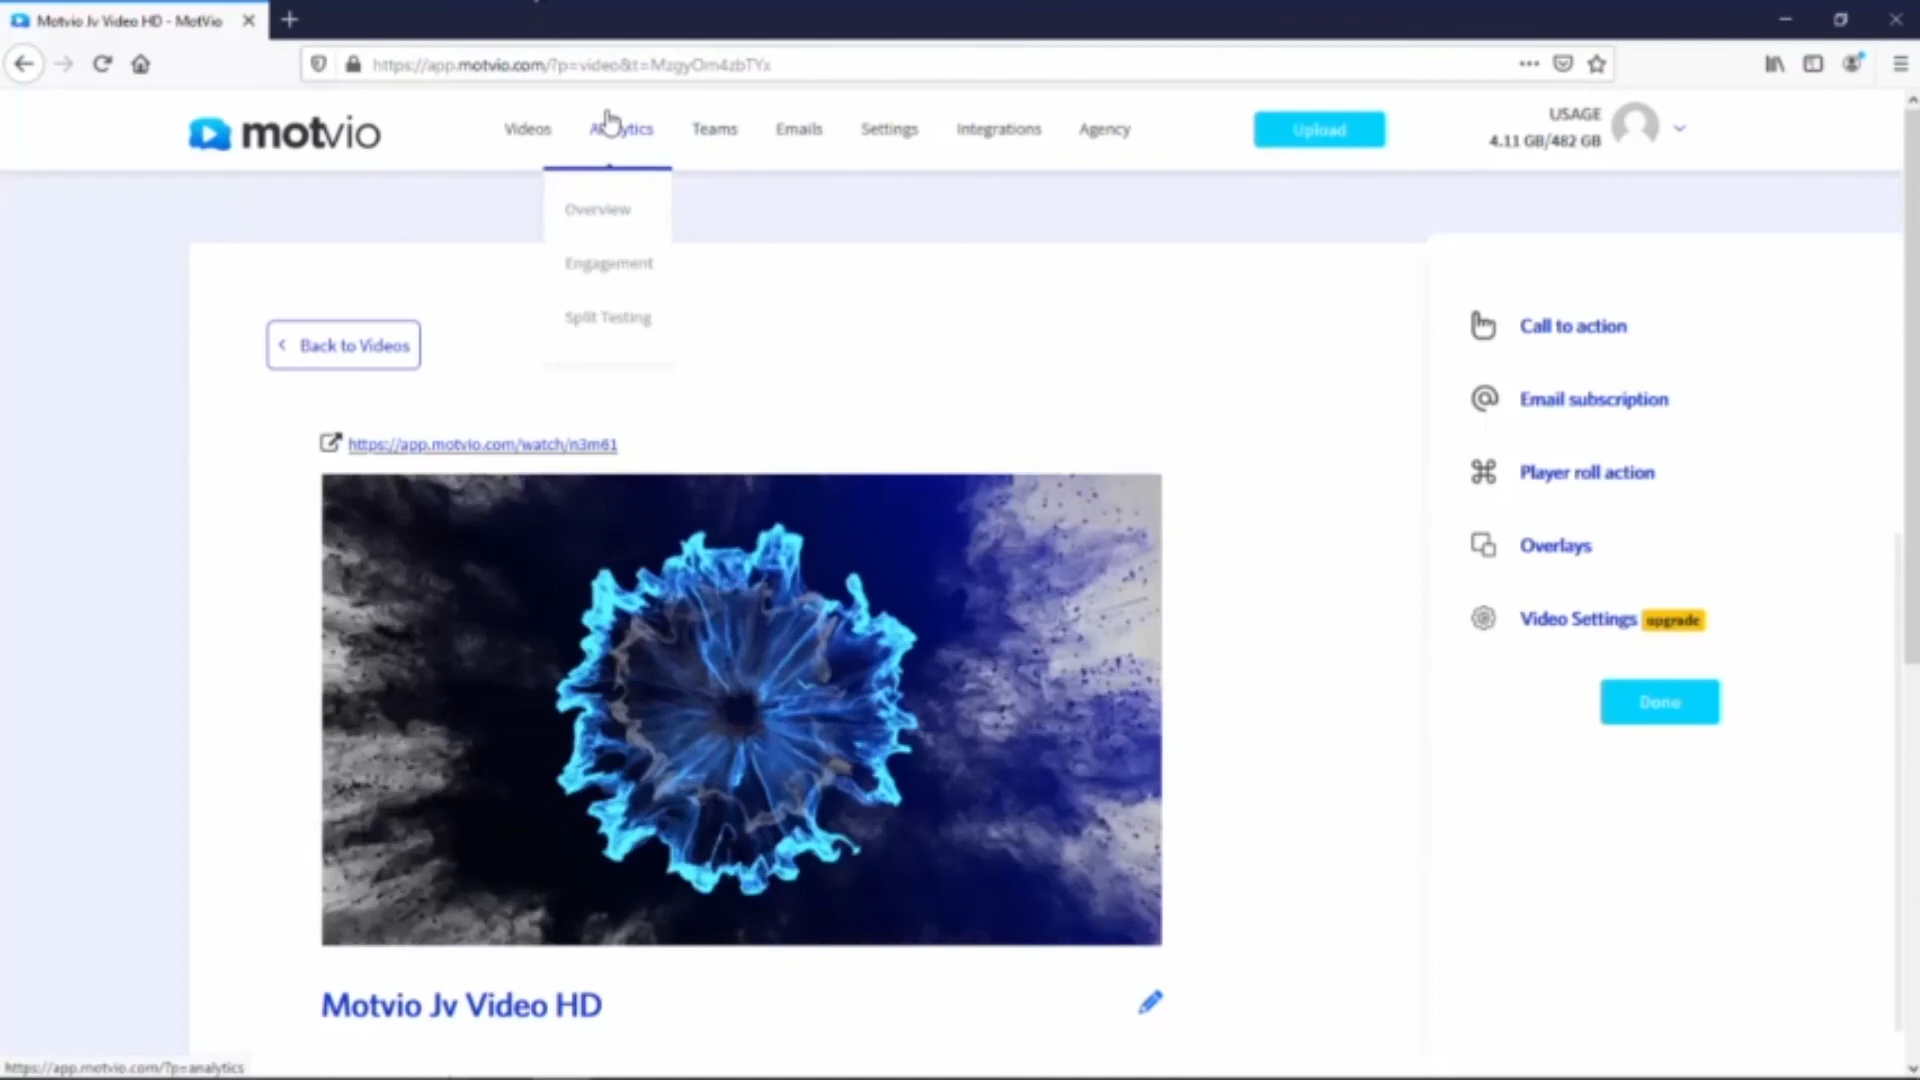 Motvio Jv Video HD - MotVio
https://app.motvio.com/?p=video&t=MzgyOm4zbTYx
motvio
Videos
Teams
Emails
Settings
Integrations
Agency
Upload
USAGE
4.11 GB/482 GB
Overview
Engagement
Split Testing
Back to Videos
https://app.motvio.com/watch/n3m61
Call to action
Email subscription
Player roll action
Overlays
Video Settings upgrade
Done
Motvio Jv Video HD
https://app.motvio.com/?p=analytics